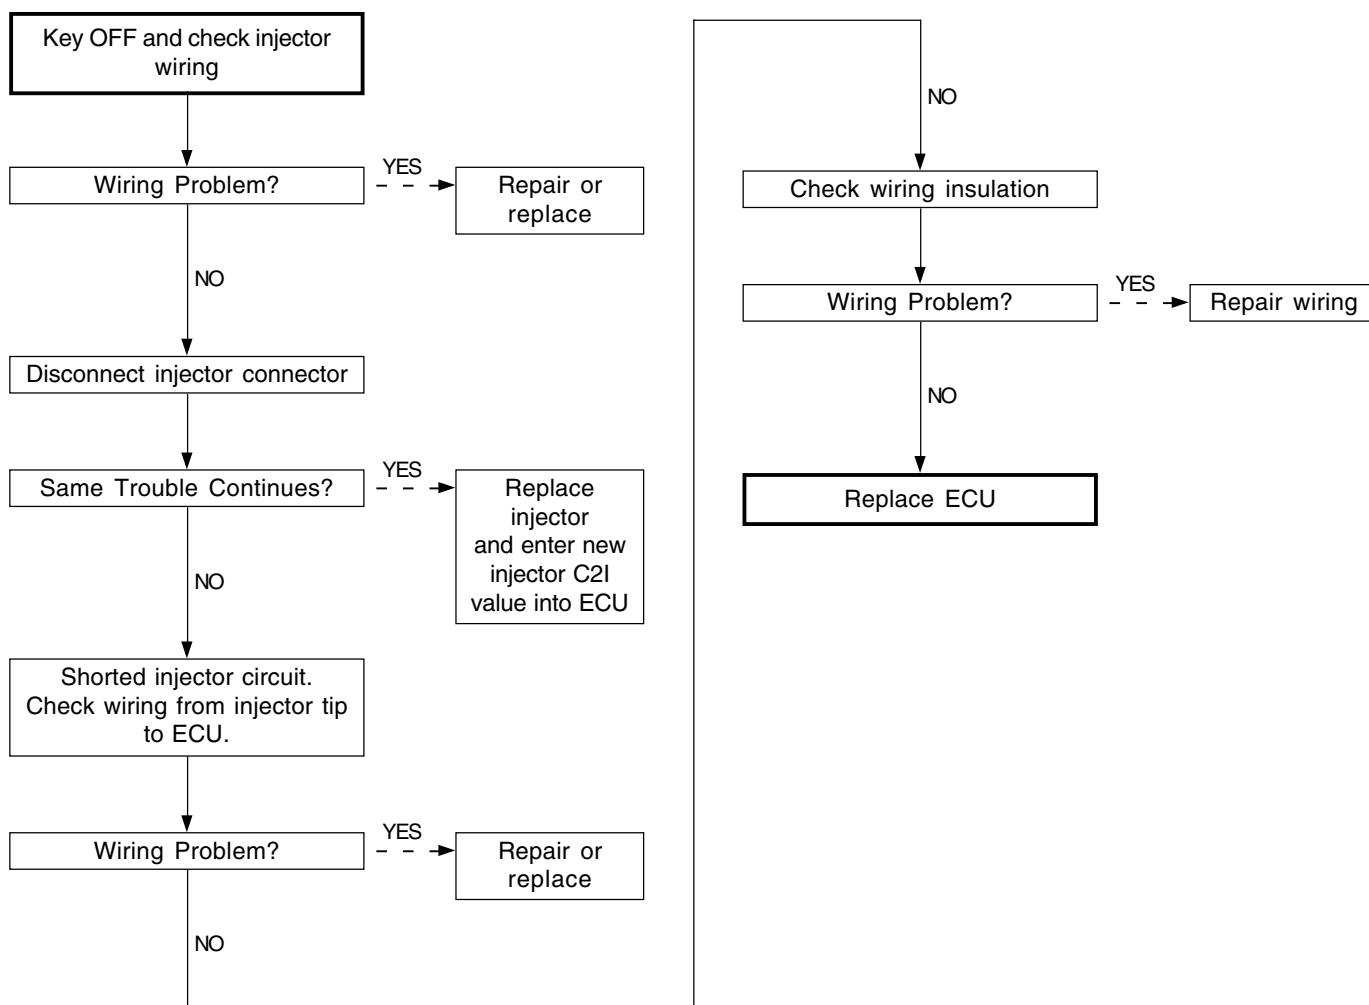 Key OFF and check injector
wiring
Wiring Problem?
YES
Repair or
replace
NO
Disconnect injector connector
Same Trouble Continues?
YES
Replace
injector
and enter new
injector C2I
value into ECU
NO
Shorted injector circuit.
Check wiring from injector tip
to ECU.
Wiring Problem?
YES
Repair or
replace
NO
NO
Check wiring insulation
Wiring Problem?
YES
Repair wiring
NO
Replace ECU